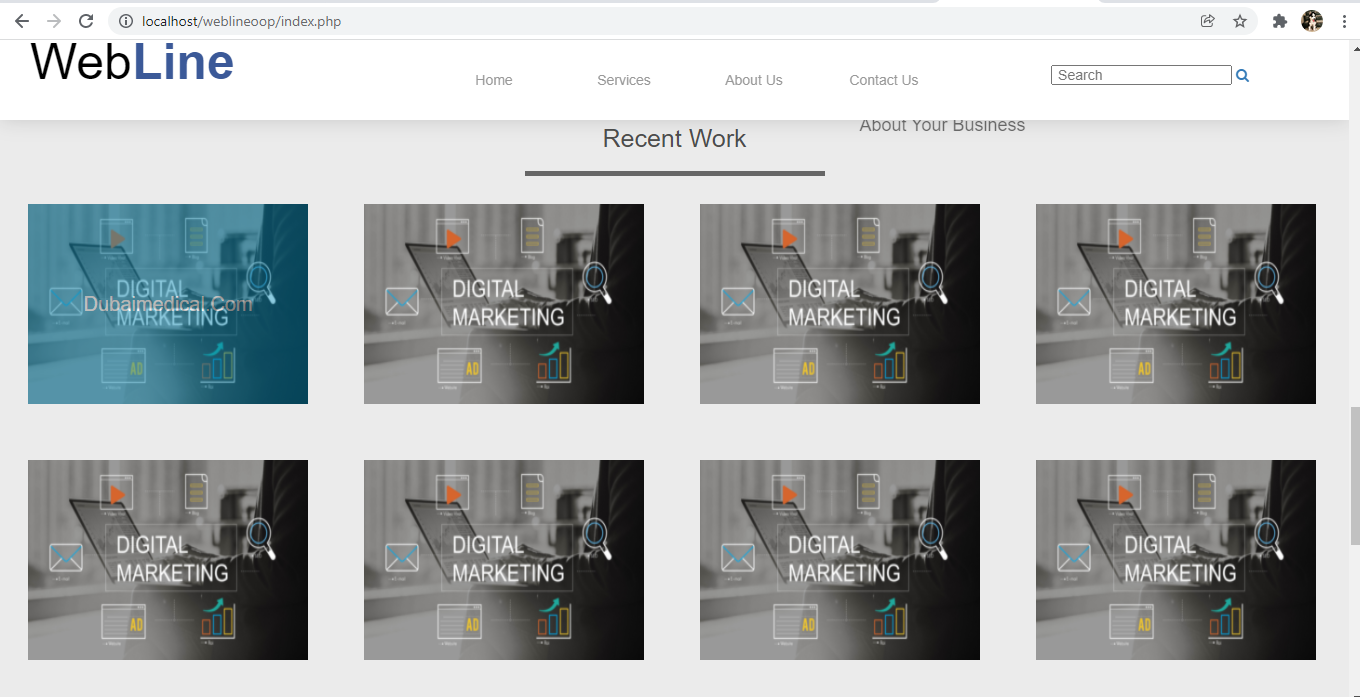 localhost/weblineoop/index.php
WebLine
Home Services About Us Contact Us Search
About Your Business
Recent Work
DIGITAL
Dubaimedical.Com
MARKETING
AD
DIGITAL
MARKETING
AD
DIGITAL
MARKETING
AD
DIGITAL
MARKETING
AD
DIGITAL
MARKETING
AD
DIGITAL
MARKETING
AD
DIGITAL
MARKETING
AD
DIGITAL
MARKETING
AD